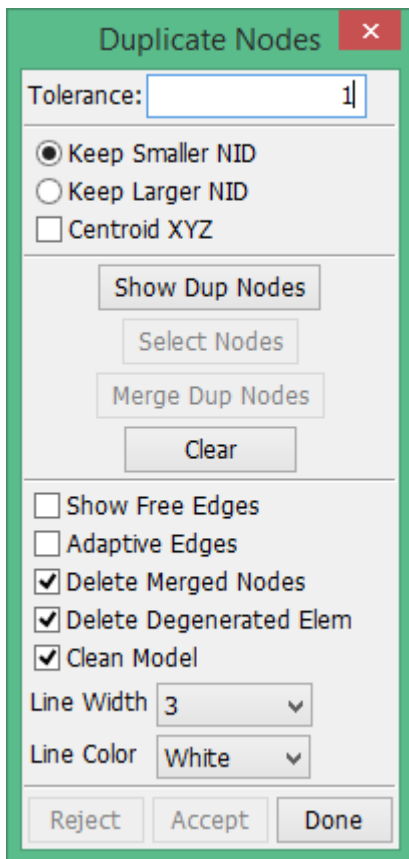 Duplicate Nodes
Tolerance: 1
Keep Smaller NID
Keep Larger NID
Centroid XYZ
Show Dup Nodes
Select Nodes
Merge Dup Nodes
Clear
Show Free Edges
Adaptive Edges
Delete Merged Nodes
Delete Degenerated Elem
Clean Model
Line Width 3
Line Color White
Reject Accept Done